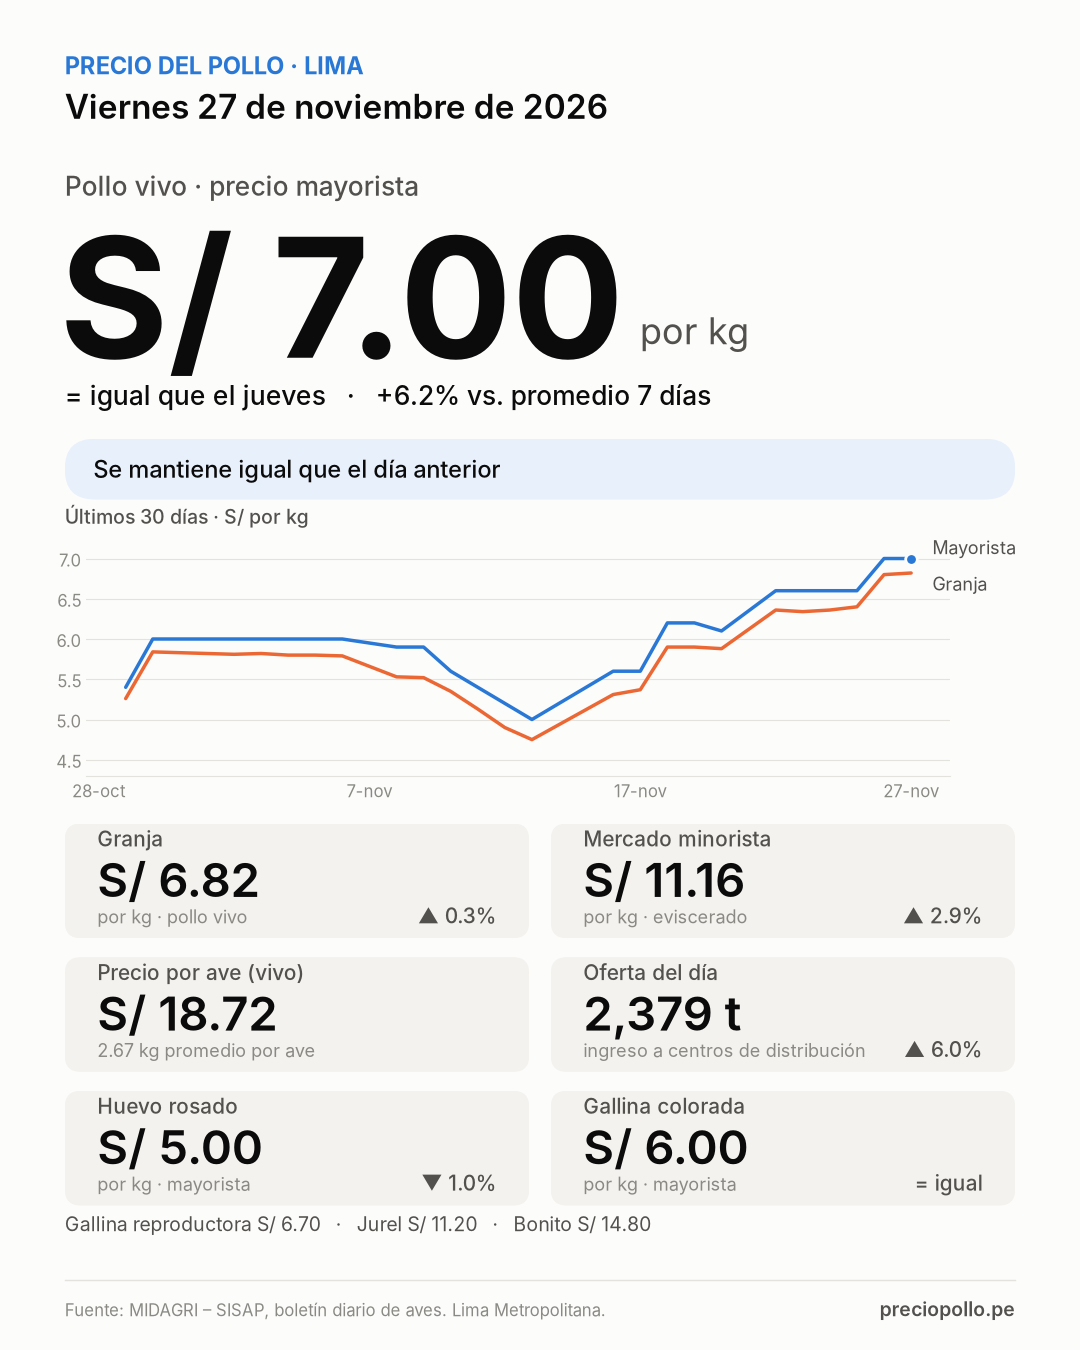 PRECIO DEL POLLO · LIMA
Viernes 27 de noviembre de 2026
Pollo vivo · precio mayorista
S/ 7.00 por kg
= igual que el jueves · +6.2% vs. promedio 7 días
Se mantiene igual que el día anterior
Últimos 30 días · S/ por kg
Mayorista
7.0
Granja
6.5
6.0
5.5
5.0
4.5
28-oct 7-nov 17-nov 27-nov
Granja
S/ 6.82
por kg · pollo vivo ▲ 0.3%
Mercado minorista
S/ 11.16
por kg · eviscerado ▲ 2.9%
Precio por ave (vivo)
S/ 18.72
2.67 kg promedio por ave
Oferta del día
2,379 t
ingreso a centros de distribución ▲ 6.0%
Huevo rosado
S/ 5.00
por kg · mayorista ▼ 1.0%
Gallina colorada
S/ 6.00
por kg · mayorista = igual
Gallina reproductora S/ 6.70 · Jurel S/ 11.20 · Bonito S/ 14.80
Fuente: MIDAGRI – SISAP, boletín diario de aves. Lima Metropolitana.
preciopollo.pe